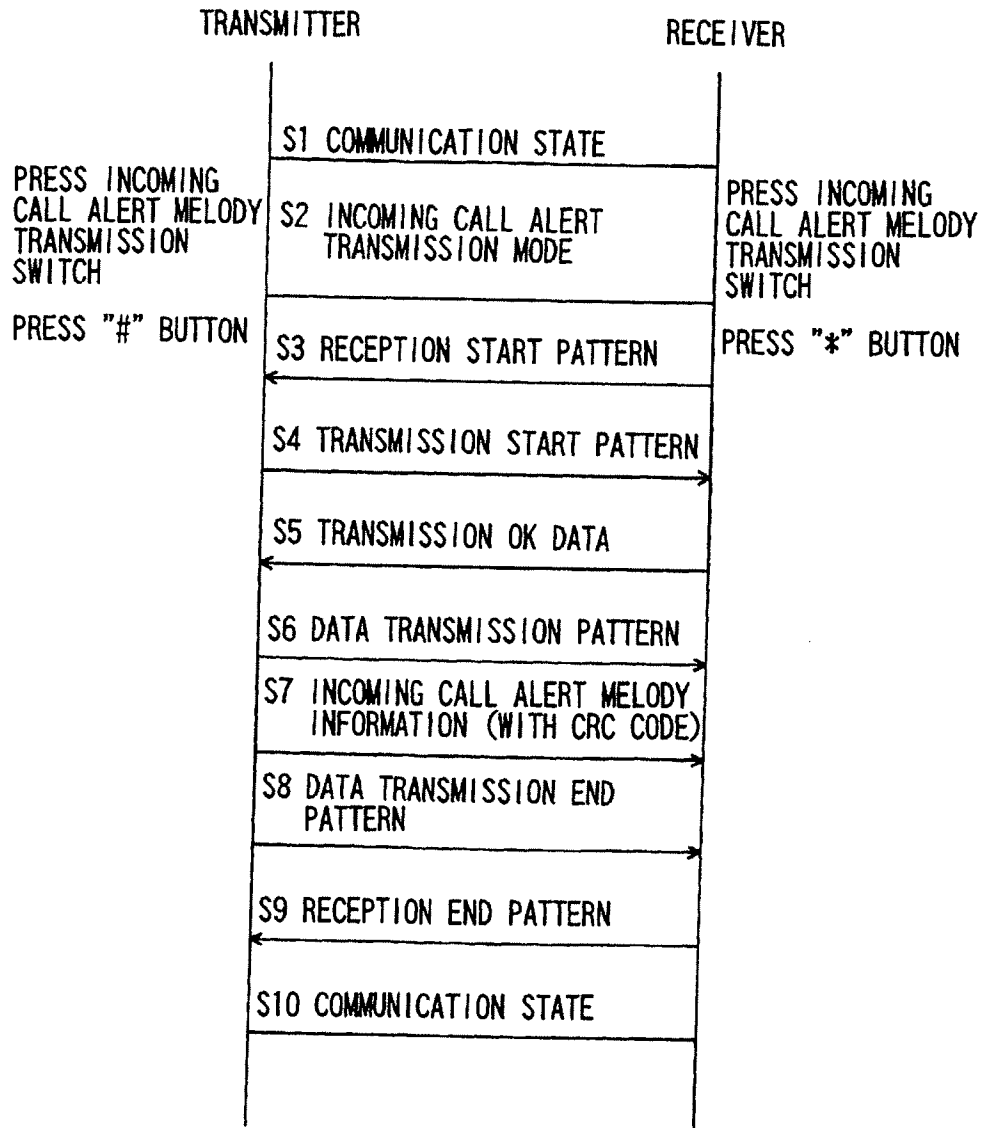 TRANSMITTER
RECEIVER
S1 COMMUNICATION STATE
PRESS INCOMING
CALL ALERT MELODY
TRANSMISSION
SWITCH
S2 INCOMING CALL ALERT
TRANSMISSION MODE
PRESS INCOMING
CALL ALERT MELODY
TRANSMISSION
SWITCH
PRESS "#" BUTTON
PRESS "*" BUTTON
S3 RECEPTION START PATTERN
S4 TRANSMISSION START PATTERN
S5 TRANSMISSION OK DATA
S6 DATA TRANSMISSION PATTERN
S7 INCOMING CALL ALERT MELODY
INFORMATION (WITH CRC CODE)
S8 DATA TRANSMISSION END
PATTERN
S9 RECEPTION END PATTERN
S10 COMMUNICATION STATE